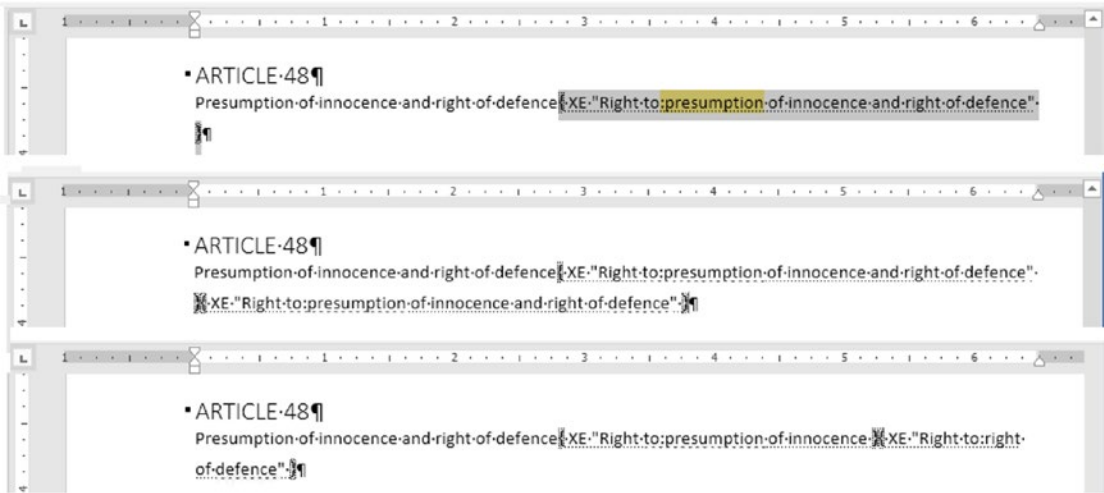 L 1 1 2 3 4 5 6
▪ ARTICLE·48¶
Presumption·of·innocence·and·right·of·defence{·XE·"Right·to:presumption·of·innocence·and·right·of·defence"·
}¶
L 1 1 2 3 4 5 6
▪ ARTICLE·48¶
Presumption·of·innocence·and·right·of·defence{·XE·"Right·to:presumption·of·innocence·and·right·of·defence"·
}{·XE·"Right·to:presumption·of·innocence·and·right·of·defence"·}¶
L 1 1 2 3 4 5 6
▪ ARTICLE·48¶
Presumption·of·innocence·and·right·of·defence{·XE·"Right·to:presumption·of·innocence·}{·XE·"Right·to:right·
of·defence"·}¶